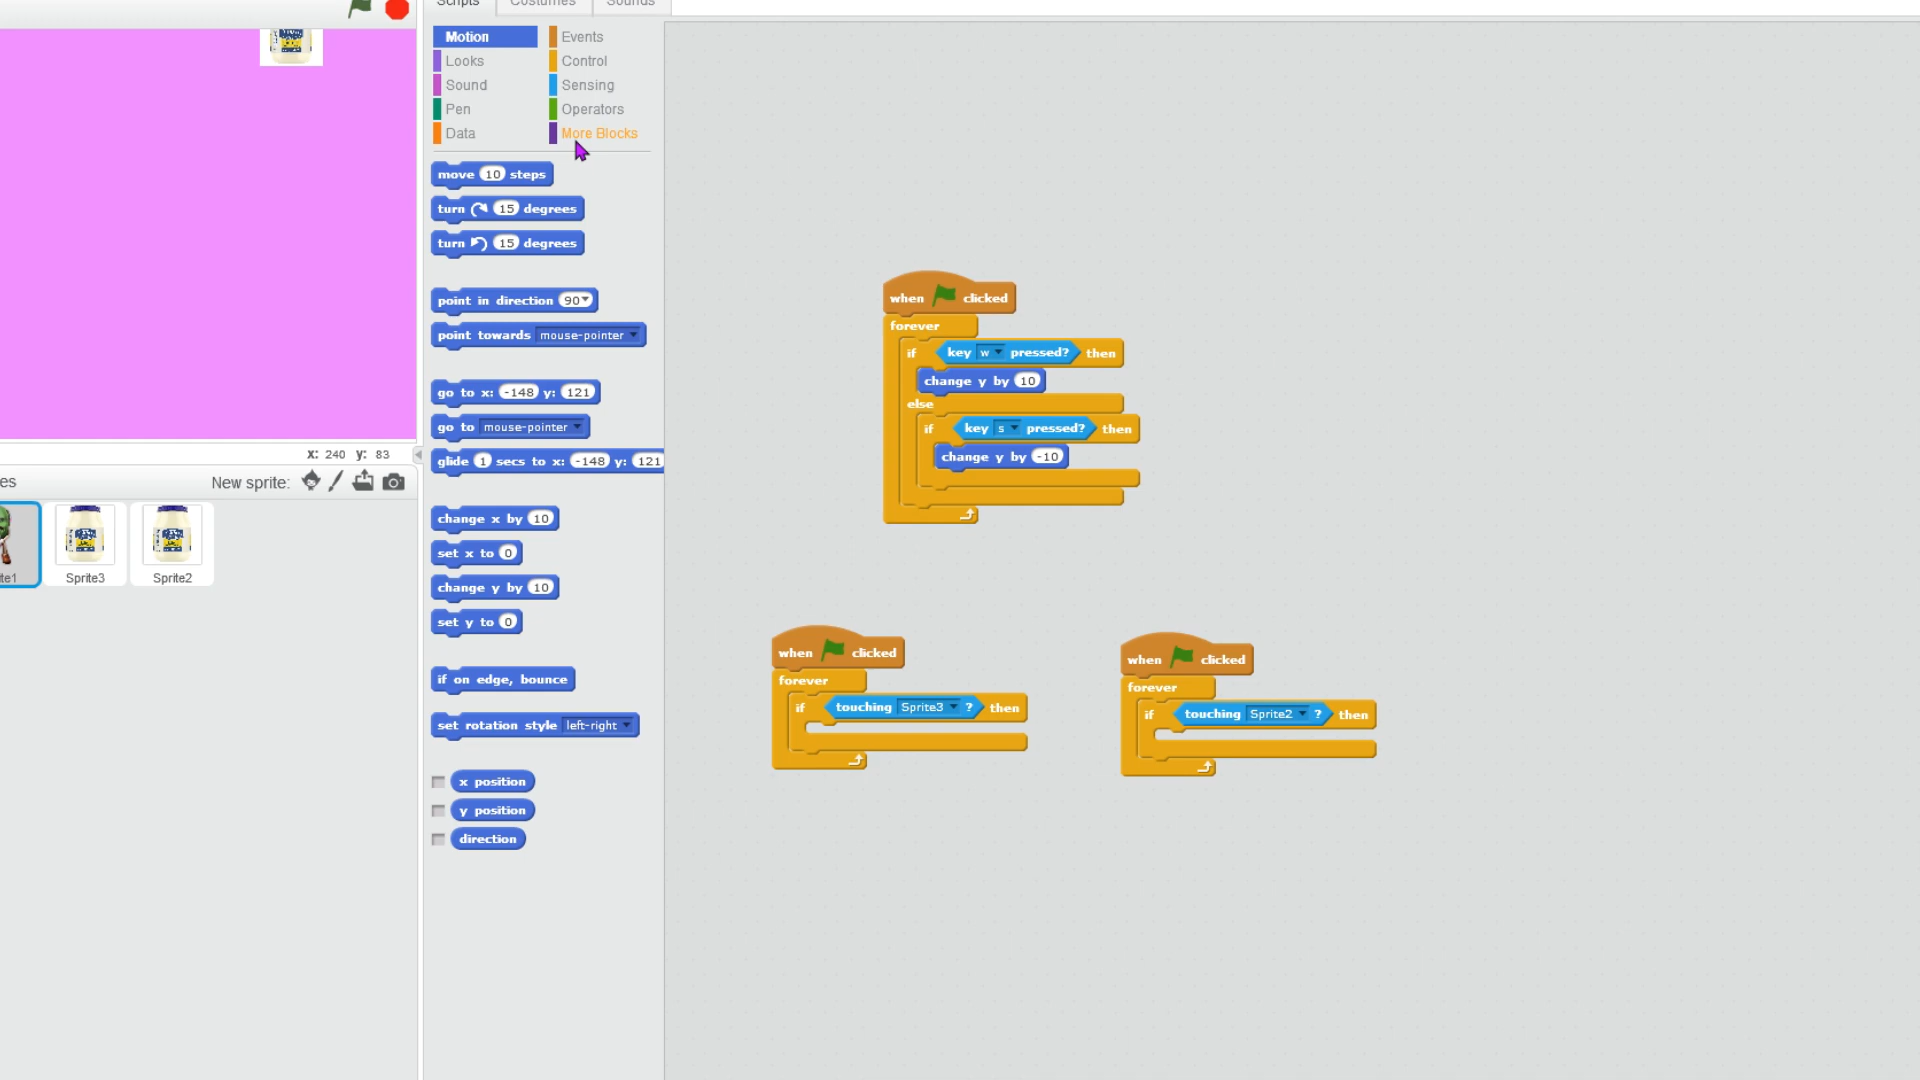 Scripts
Costumes
Sounds
Motion
Events
Looks
Control
Sound
Sensing
Pen
Operators
Data
More Blocks
move 10 steps
turn 15 degrees
turn 15 degrees
point in direction 90
point towards mouse-pointer
go to x: -148 y: 121
go to mouse-pointer
glide 1 secs to x: -148 y: 121
change x by 10
set x to 0
change y by 10
set y to 0
if on edge, bounce
set rotation style left-right
x position
y position
direction
x: 240 y: 83
es
New sprite:
te1
Sprite3
Sprite2
when clicked
forever
if key w pressed? then
change y by 10
else
if key s pressed? then
change y by -10
when clicked
forever
if touching Sprite3 ? then
when clicked
forever
if touching Sprite2 ? then